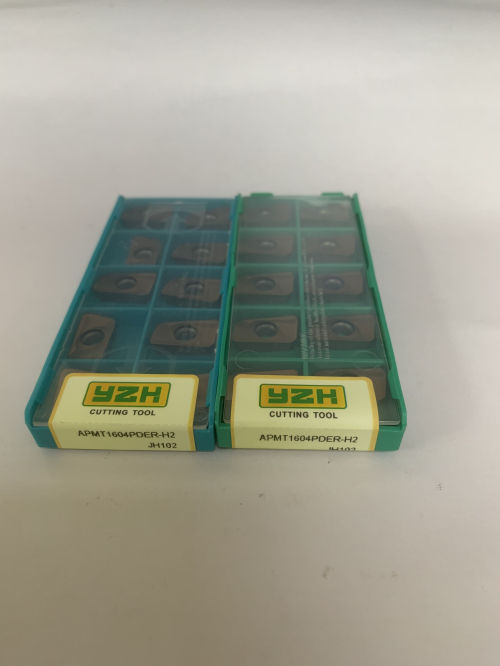 YZH
CUTTING TOOL
APMT1604PDER-H2
JH102
YZH
CUTTING TOOL
APMT1604PDER-H2
JH102